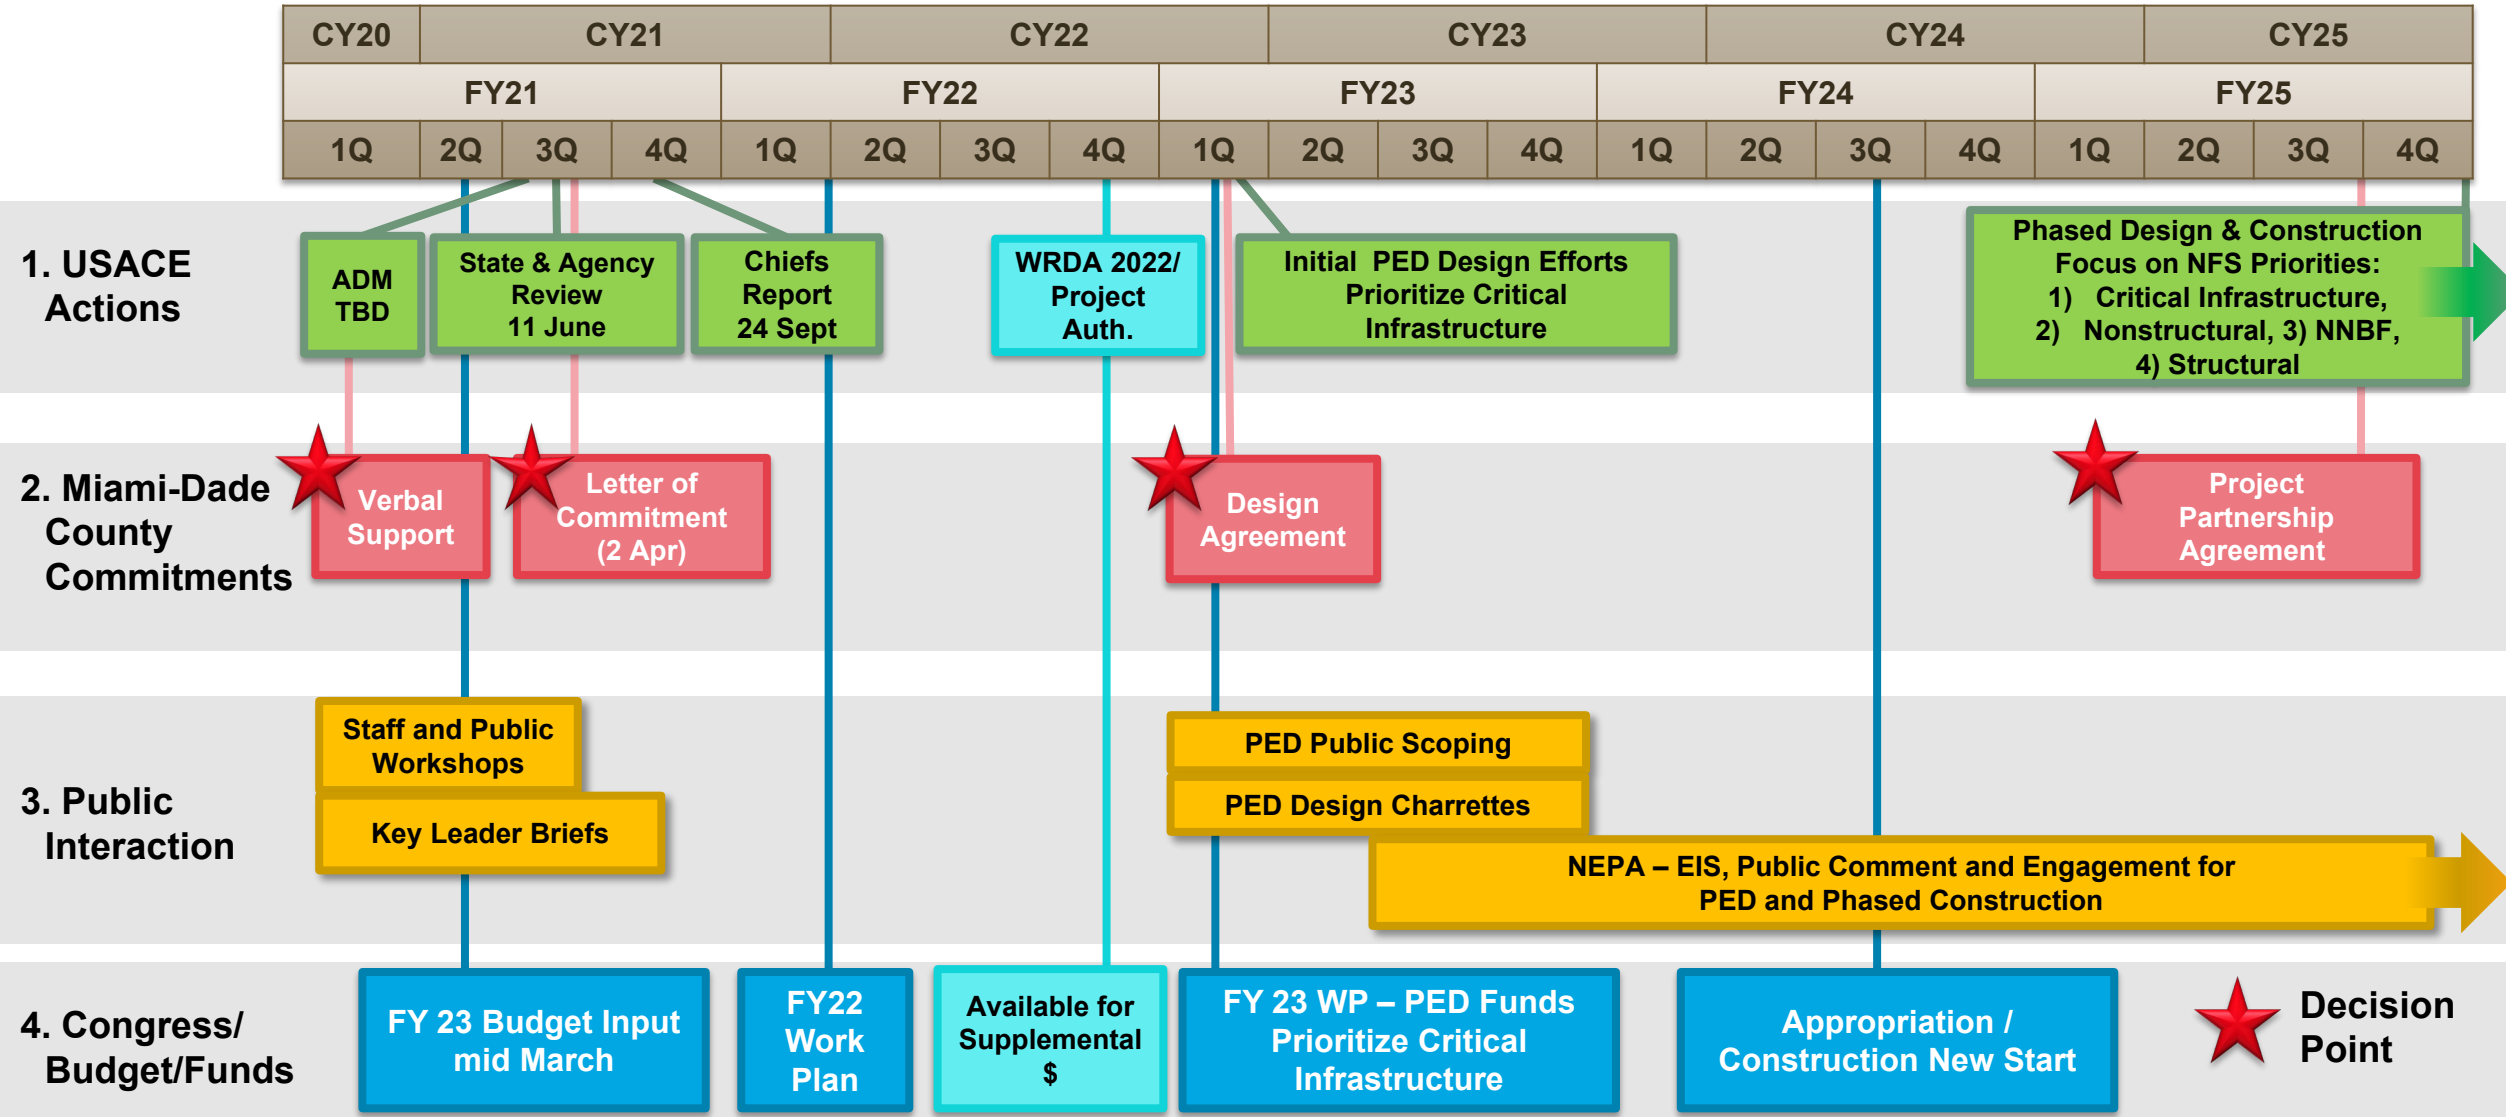 CY20 CY21 CY22 CY23 CY24 CY25
FY21 FY22 FY23 FY24 FY25
1Q 2Q 3Q 4Q 1Q 2Q 3Q 4Q 1Q 2Q 3Q 4Q 1Q 2Q 3Q 4Q 1Q 2Q 3Q 4Q
1. USACE
Actions
ADM
TBD
State & Agency
Review
11 June
Chiefs
Report
24 Sept
WRDA 2022/
Project
Auth.
Initial PED Design Efforts
Prioritize Critical
Infrastructure
Phased Design & Construction
Focus on NFS Priorities:
1) Critical Infrastructure,
2) Nonstructural, 3) NNBF,
4) Structural
2. Miami-Dade
County
Commitments
Verbal
Support
Letter of
Commitment
(2 Apr)
Design
Agreement
Project
Partnership
Agreement
3. Public
Interaction
Staff and Public
Workshops
Key Leader Briefs
PED Public Scoping
PED Design Charrettes
NEPA – EIS, Public Comment and Engagement for
PED and Phased Construction
4. Congress/
Budget/Funds
FY 23 Budget Input
mid March
FY22
Work
Plan
Available for
Supplemental
$
FY 23 WP – PED Funds
Prioritize Critical
Infrastructure
Appropriation /
Construction New Start
Decision
Point